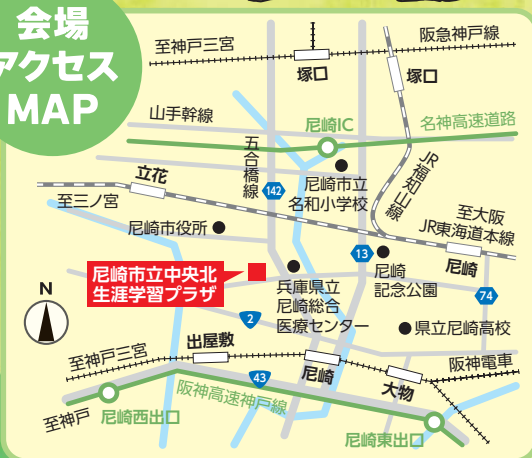 会場
アクセス
MAP
至神戸三宮
阪急神戸線
塚口
塚口
山手幹線
尼崎IC
名神高速道路
五合橋線
JR福知山線
立花
142
尼崎市立
名和小学校
至三ノ宮
至大阪
JR東海道本線
尼崎市役所
13
尼崎
尼崎市立中央北
生涯学習プラザ
兵庫県立
尼崎総合
医療センター
尼崎
記念公園
74
N
2
県立尼崎高校
出屋敷
至神戸三宮
尼崎
阪神電車
43
大物
阪神高速神戸線
至神戸
尼崎西出口
尼崎東出口